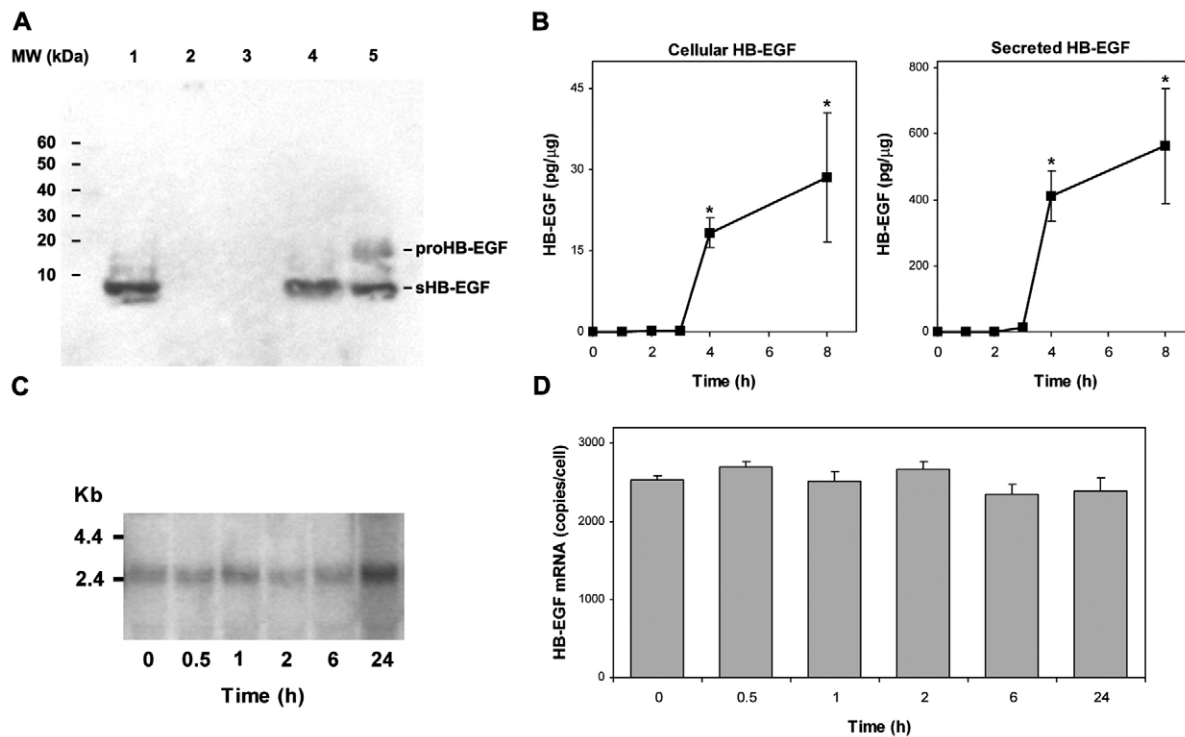 A
MW (kDa) 1 2 3 4 5
60
50
40
30
20
10
proHB-EGF
sHB-EGF
B
Cellular HB-EGF
HB-EGF (pg/µg)
45
30
15
0
*
*
0 2 4 6 8
Time (h)
Secreted HB-EGF
HB-EGF (pg/µg)
800
600
400
200
0
*
*
0 2 4 6 8
Time (h)
C
Kb
4.4
2.4
0 0.5 1 2 6 24
Time (h)
D
HB-EGF mRNA (copies/cell)
3000
2000
1000
0
0 0.5 1 2 6 24
Time (h)